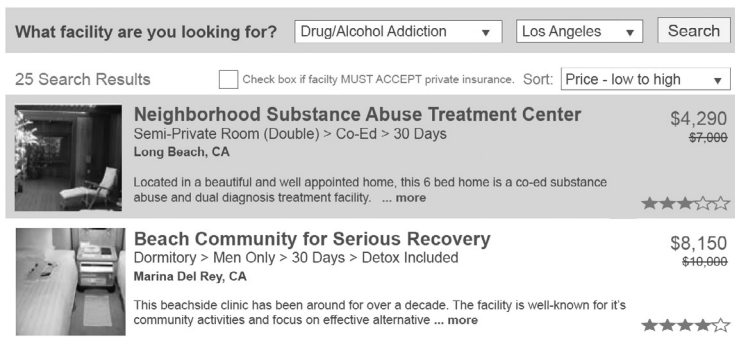 What facility are you looking for? Drug/Alcohol Addiction Los Angeles Search
25 Search Results Check box if facilty MUST ACCEPT private insurance. Sort: Price - low to high
Neighborhood Substance Abuse Treatment Center $4,290
Semi-Private Room (Double) > Co-Ed > 30 Days $7,000
Long Beach, CA
Located in a beautiful and well appointed home, this 6 bed home is a co-ed substance
abuse and dual diagnosis treatment facility. ... more
Beach Community for Serious Recovery $8,150
Dormitory > Men Only > 30 Days > Detox Included $10,000
Marina Del Rey, CA
This beachside clinic has been around for over a decade. The facility is well-known for it's
community activities and focus on effective alternative ... more